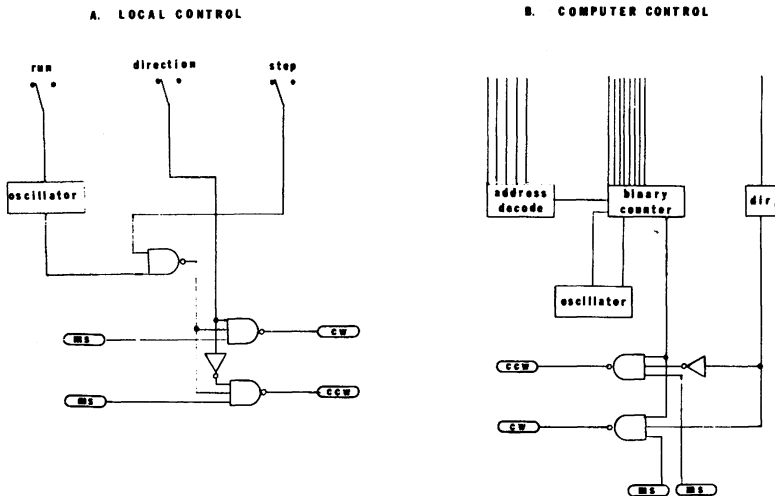 A. LOCAL CONTROL
run
direction
step
oscillator
ms
cw
ms
ccw
B. COMPUTER CONTROL
address
decode
binary
counter
dir
oscillator
ccw
cw
ms
ms